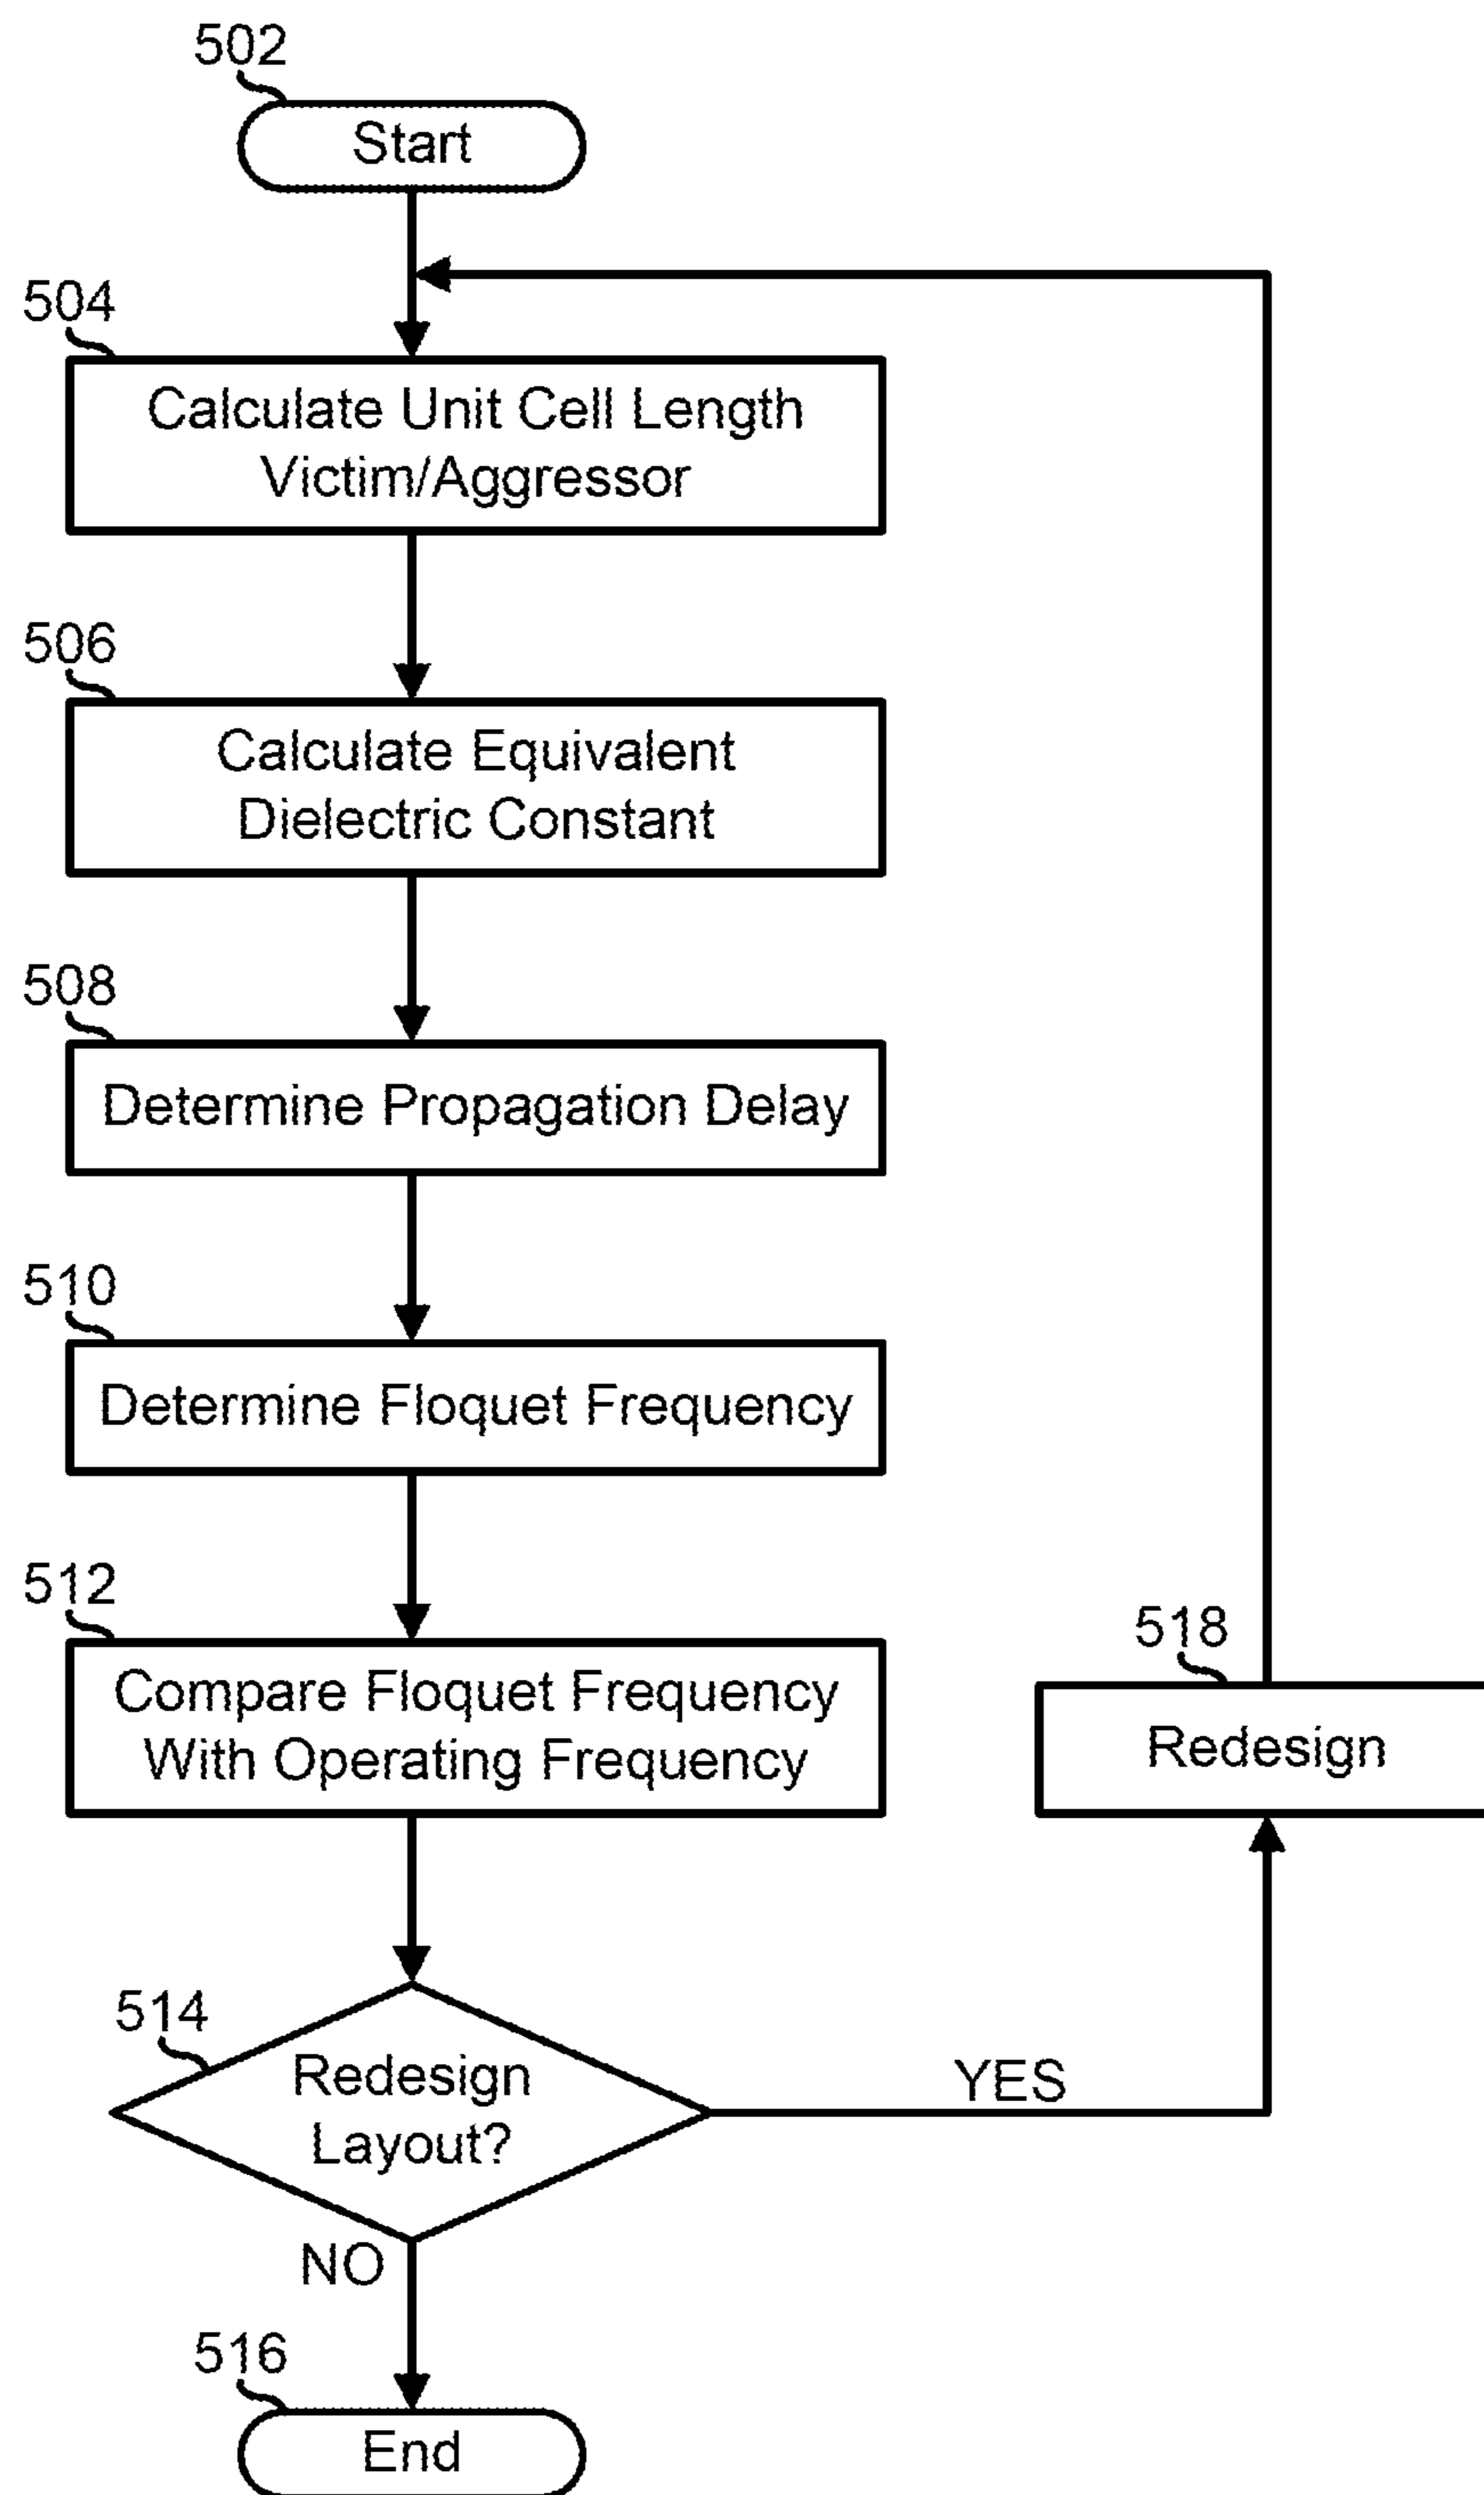 502
Start
504
Calculate Unit Cell Length
Victim/Aggressor
506
Calculate Equivalent
Dielectric Constant
508
Determine Propagation Delay
510
Determine Floquet Frequency
512
Compare Floquet Frequency
With Operating Frequency
518
Redesign
514
Redesign
Layout?
YES
NO
516
End